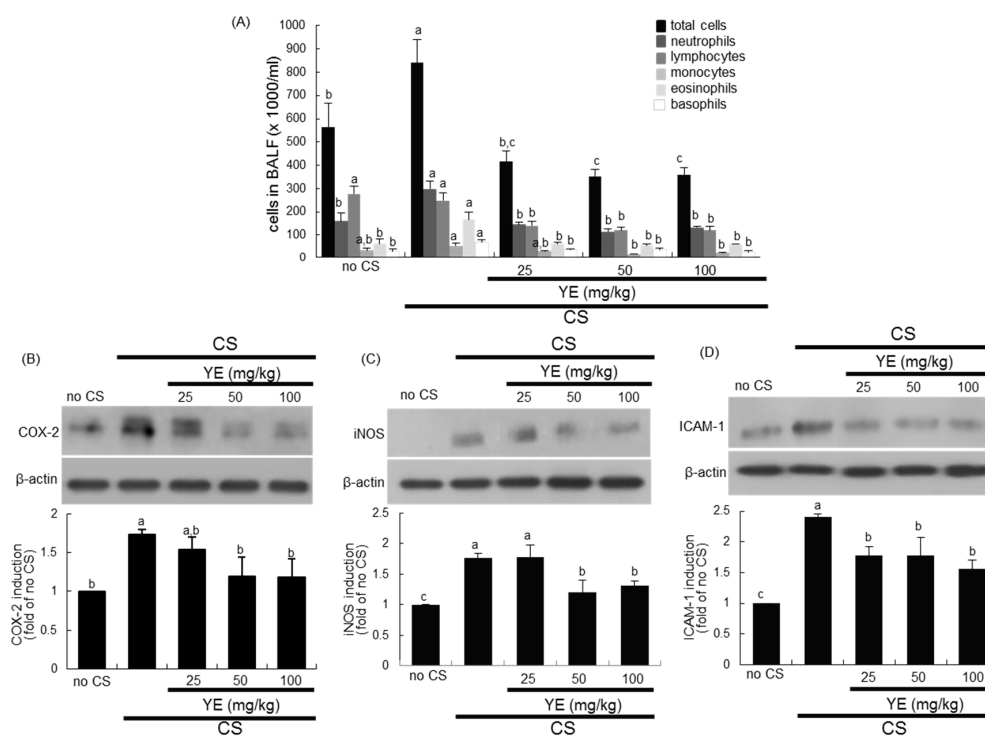 (A)
cells in BALF (x 1000/ml)
1000
900
800
700
600
500
400
300
200
100
0
total cells
neutrophils
lymphocytes
monocytes
eosinophils
basophils
b b a a,b b b
a a a a a a
b,c b b a,b b b
c b b b b b
c b b b b b
no CS
25 50 100
YE (mg/kg)
CS
(B)
CS
YE (mg/kg)
no CS 25 50 100
COX-2
β-actin
COX-2 induction
(fold of no CS)
2
1.5
1
0.5
0
b a a,b b b
no CS 25 50 100
YE (mg/kg)
CS
(C)
CS
YE (mg/kg)
no CS 25 50 100
iNOS
β-actin
iNOS induction
(fold of no CS)
2.5
2
1.5
1
0.5
0
c a a b b
no CS 25 50 100
YE (mg/kg)
CS
(D)
CS
YE (mg/kg)
no CS 25 50 100
ICAM-1
β-actin
ICAM-1 induction
(fold of no CS)
2.5
2
1.5
1
0.5
0
c a b b b
no CS 25 50 100
YE (mg/kg)
CS